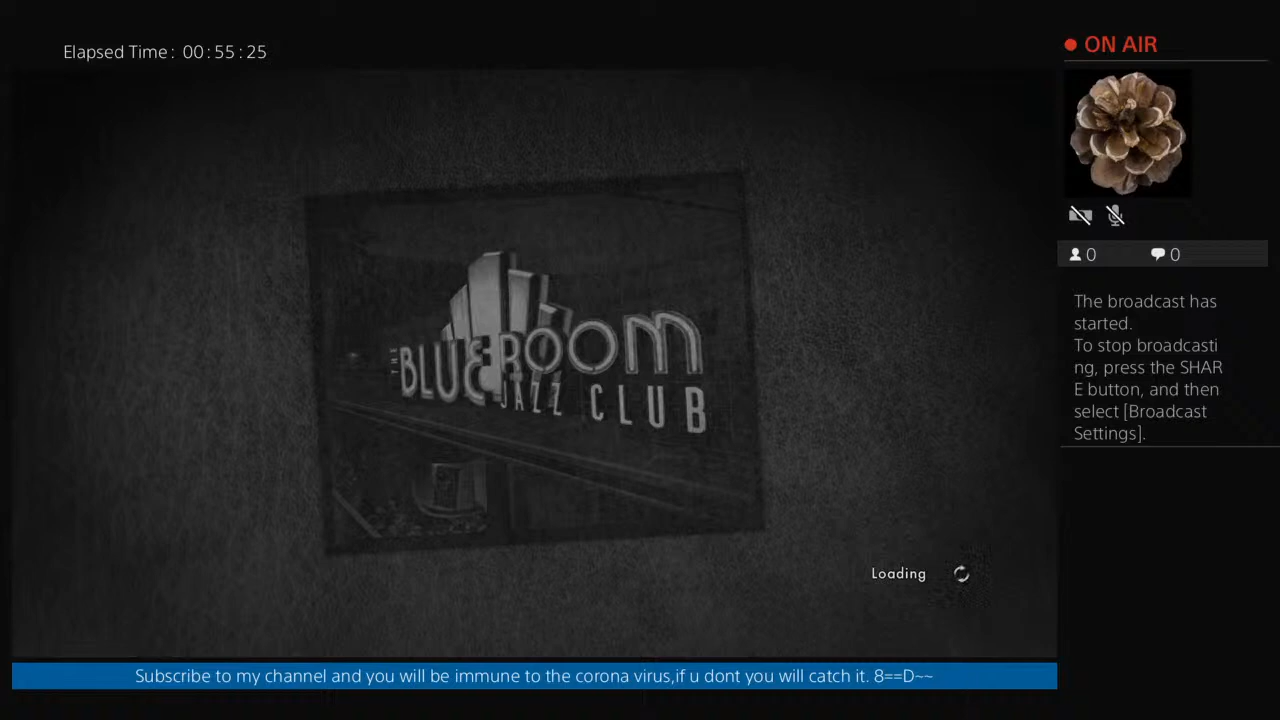 Elapsed Time: 00:55:25
ON AIR
0 0
The broadcast has
started.
To stop broadcasti
ng, press the SHAR
E button, and then
select [Broadcast
Settings].
THE BLUE ROOM
JAZZ CLUB
Loading
Subscribe to my channel and you will be immune to the corona virus,if u dont you will catch it. 8==D~~